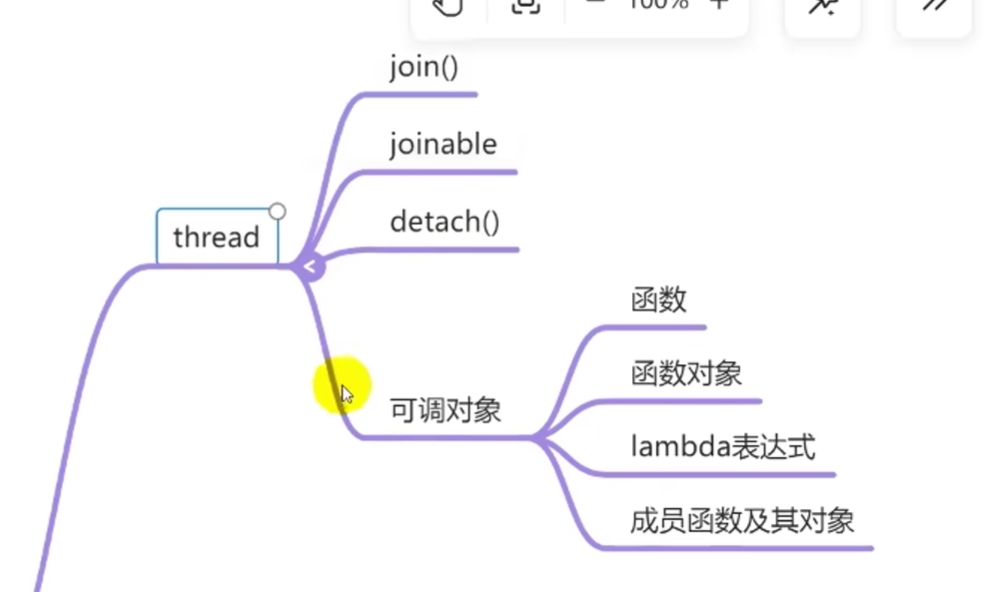 100%
join()
joinable
detach()
thread
函数
函数对象
可调对象
lambda表达式
成员函数及其对象